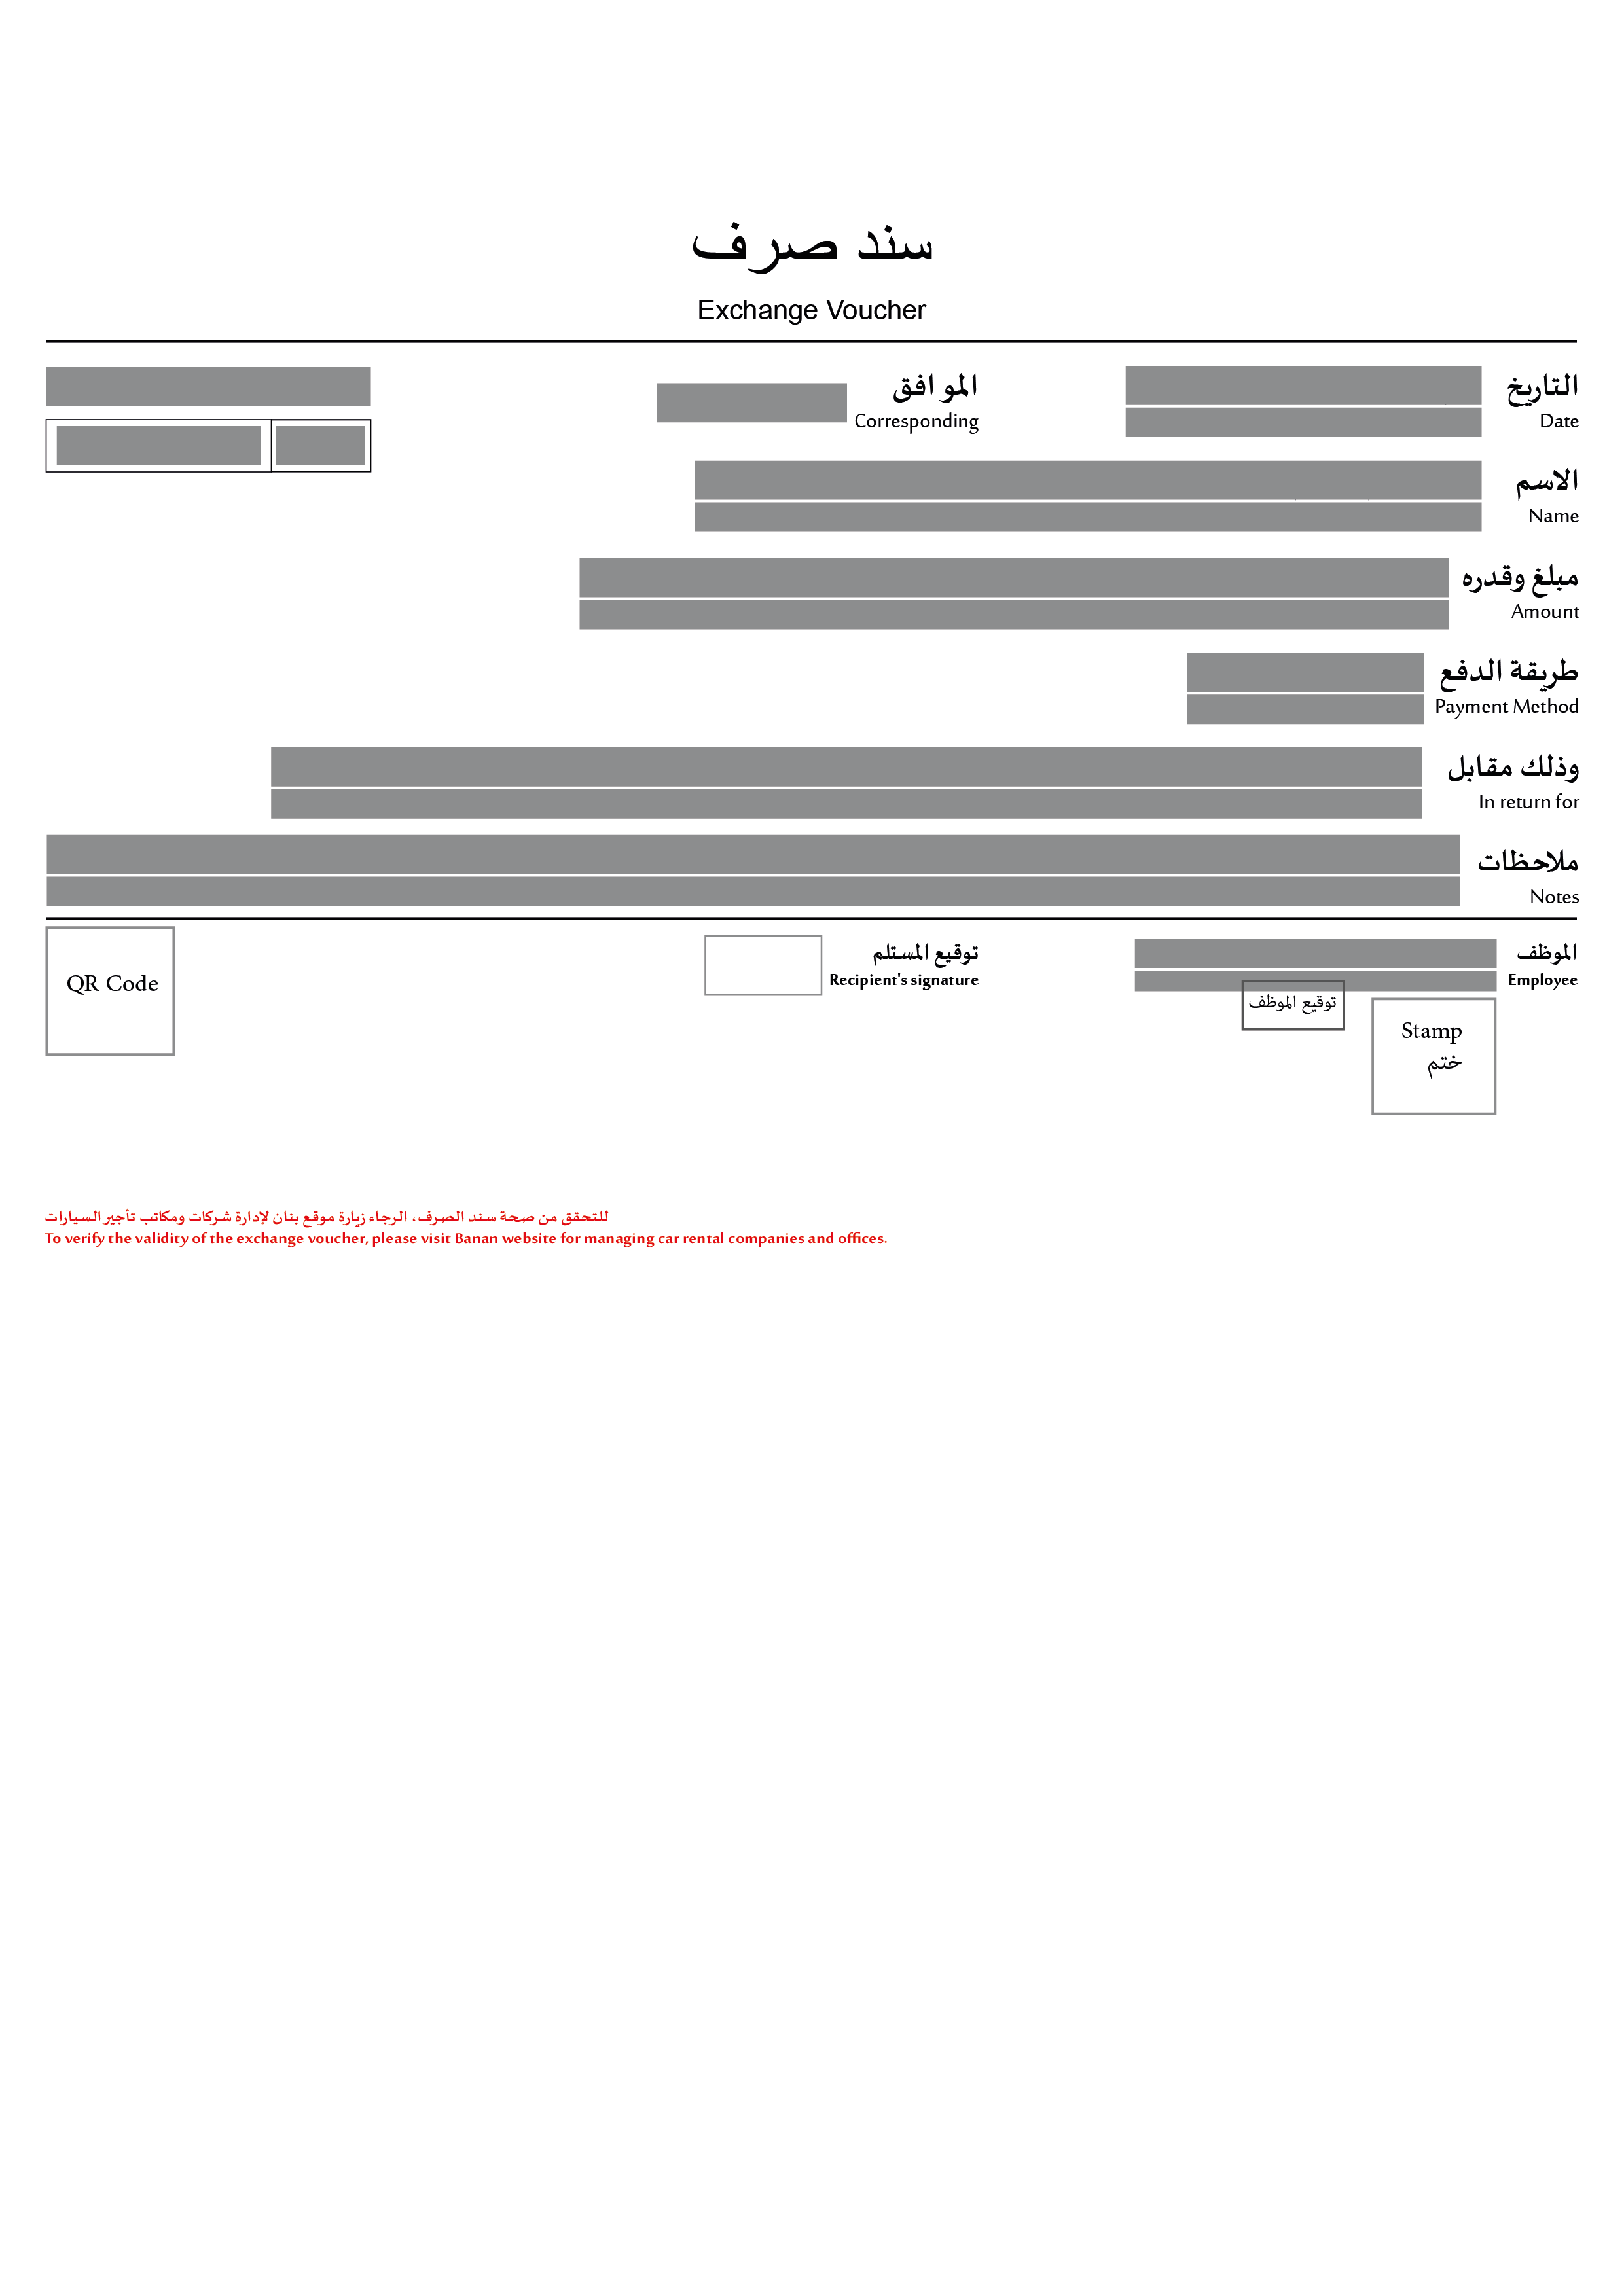 سند صرف
Exchange Voucher
التاريخ
Date
الموافق
Corresponding
الاسم
Name
مبلغ وقدره
Amount
طريقة الدفع
Payment Method
وذلك مقابل
In return for
ملاحظات
Notes
الموظف
Employee
توقيع المستلم
Recipient's signature
QR Code
توقيع الموظف
Stamp
ختم
للتحقق من صحة سند الصرف، الرجاء زيارة موقع بنان لإدارة شركات ومكاتب تأجير السيارات
To verify the validity of the exchange voucher, please visit Banan website for managing car rental companies and offices.